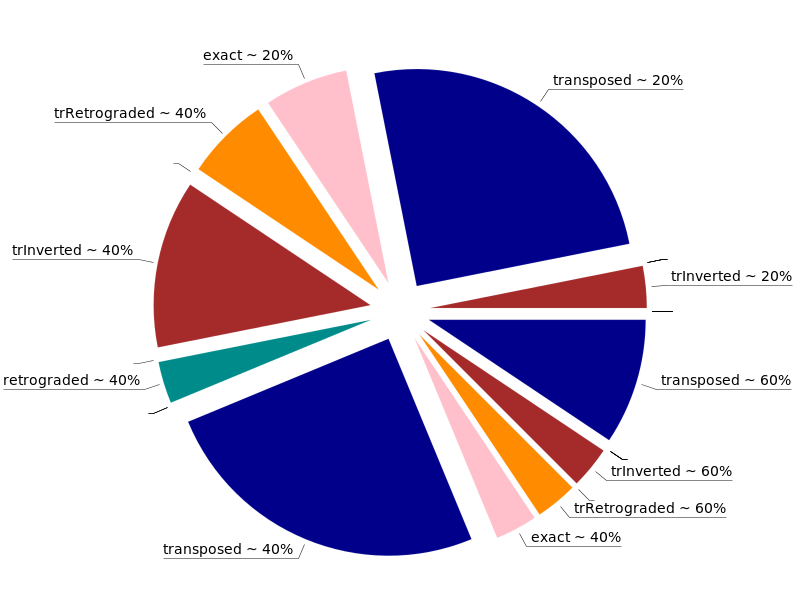 exact ~ 20%
transposed ~ 20%
trRetrograded ~ 40%
trInverted ~ 40%
trInverted ~ 20%
retrograded ~ 40%
transposed ~ 60%
trInverted ~ 60%
trRetrograded ~ 60%
exact ~ 40%
transposed ~ 40%